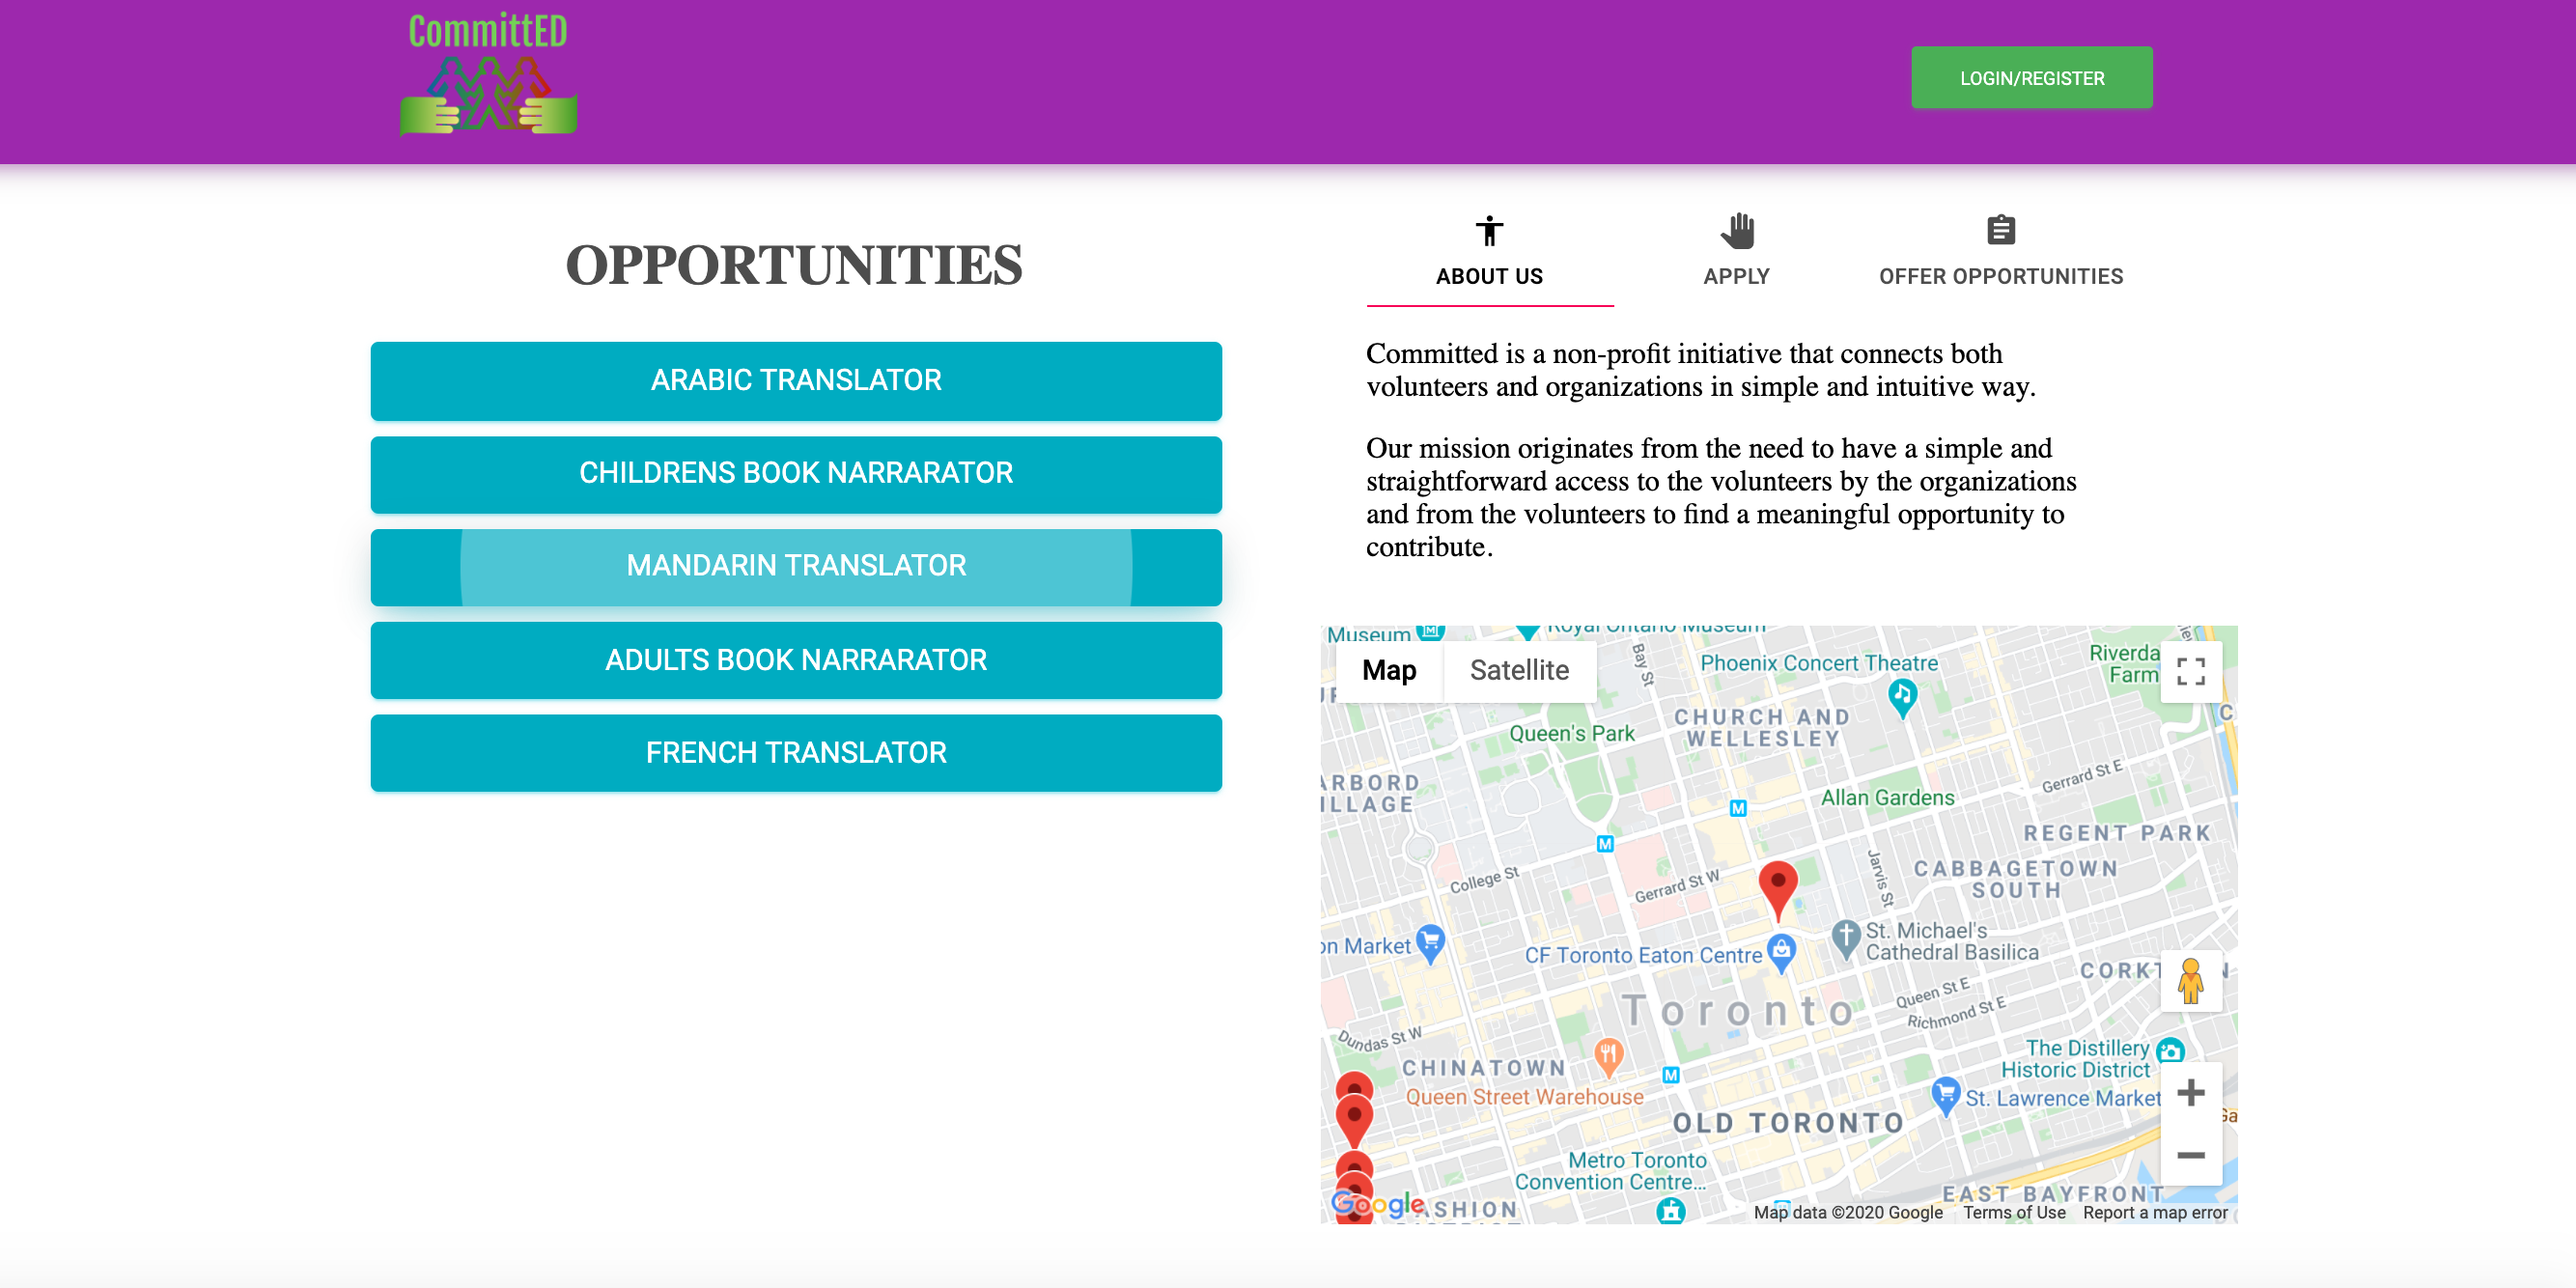 CommittED
LOGIN/REGISTER
OPPORTUNITIES
ARABIC TRANSLATOR
CHILDRENS BOOK NARRARATOR
MANDARIN TRANSLATOR
ADULTS BOOK NARRARATOR
FRENCH TRANSLATOR
ABOUT US
APPLY
OFFER OPPORTUNITIES
Committed is a non-profit initiative that connects both
volunteers and organizations in simple and intuitive way.
Our mission originates from the need to have a simple and
straightforward access to the volunteers by the organizations
and from the volunteers to find a meaningful opportunity to
contribute.
Museum
Royal Ontario Museum
Map
Satellite
Bay St
Phoenix Concert Theatre
Riverda
Farm
CHURCH AND
WELLESLEY
Queen's Park
ARBORD
ILLAGE
Gerrard St E
Allan Gardens
M
REGENT PARK
M
College St
Gerrard St W
Jarvis St
CABBAGETOWN
SOUTH
on Market
CF Toronto Eaton Centre
St. Michael's
Cathedral Basilica
CORKT
N
Toronto
Queen St E
Richmond St E
Dundas St W
CHINATOWN
M
Queen Street Warehouse
The Distillery
Historic District
St. Lawrence Market
Ga
OLD TORONTO
Metro Toronto
Convention Centre...
EAST BAYFRONT
Google
ASHION
Map data ©2020 Google
Terms of Use
Report a map error